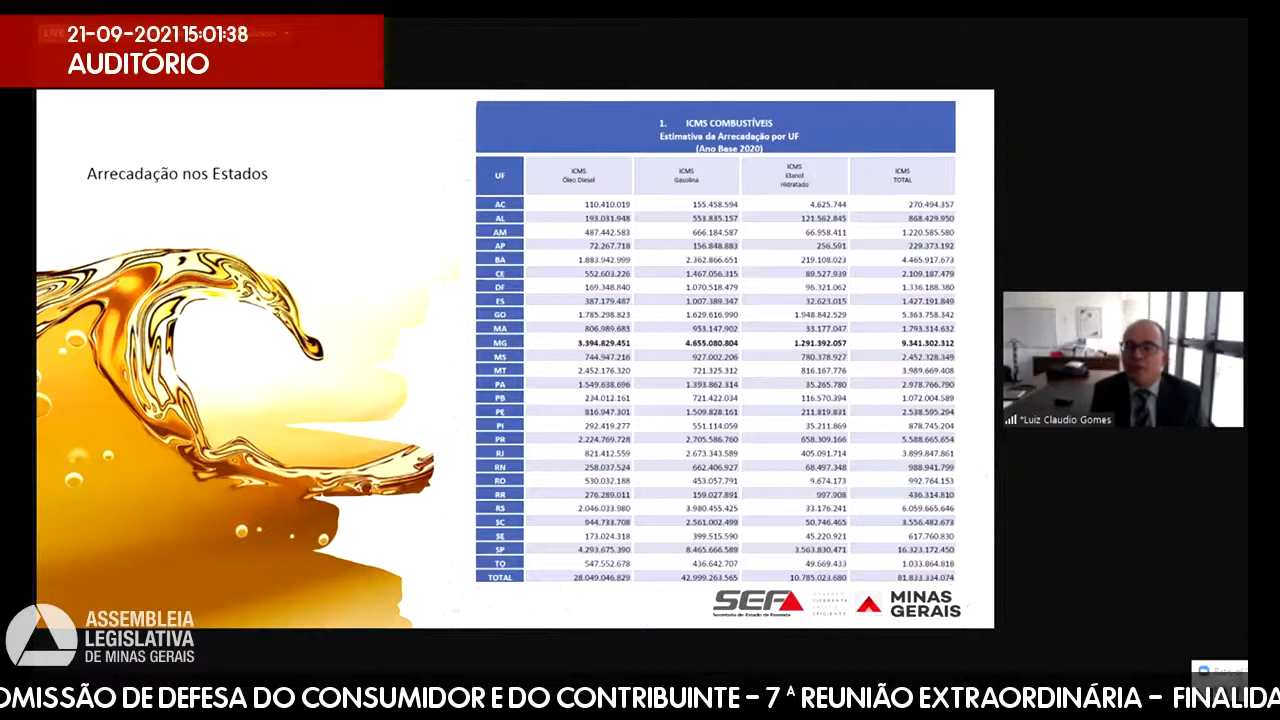 LIVE
21-09-2021 15:01:38
AUDITÓRIO
Arrecadação nos Estados
1. ICMS COMBUSTÍVEIS
Estimativa da Arrecadação por UF
(Ano Base 2020)
UF ICMS Óleo Diesel ICMS Gasolina ICMS Etanol Hidratado ICMS TOTAL
AC 110.410.019 155.458.594 4.625.744 270.494.357
AL 193.031.948 553.835.157 121.562.845 868.429.950
AM 487.442.583 666.184.587 66.958.411 1.220.585.580
AP 72.267.718 156.848.883 256.591 229.373.192
BA 1.883.942.999 2.362.866.651 219.108.023 4.465.917.673
CE 552.603.226 1.467.056.315 89.527.939 2.109.187.479
DF 169.348.840 1.070.518.479 96.321.062 1.336.188.380
ES 387.179.487 1.007.389.347 32.623.015 1.427.191.849
GO 1.785.298.823 1.629.616.990 1.948.842.529 5.363.758.342
MA 806.989.683 953.147.902 33.177.047 1.793.314.632
MG 3.394.829.451 4.655.080.804 1.291.392.057 9.341.302.312
MS 744.947.216 927.002.206 780.378.927 2.452.328.349
MT 2.452.176.320 721.325.312 816.167.776 3.989.669.408
PA 1.549.638.696 1.393.862.314 35.265.780 2.978.766.790
PB 234.012.161 721.422.034 116.570.394 1.072.004.589
PE 816.947.301 1.509.828.161 211.819.831 2.538.595.294
PI 292.419.277 551.114.059 35.211.869 878.745.204
PR 2.224.769.728 2.705.586.760 658.309.166 5.588.665.654
RJ 821.412.559 2.673.343.589 405.091.714 3.899.847.861
RN 258.037.524 662.406.927 68.497.348 988.941.799
RO 530.032.188 453.057.791 9.674.173 992.764.153
RR 276.289.011 159.027.891 997.908 436.314.810
RS 2.046.033.980 3.980.455.425 33.176.241 6.059.665.646
SC 944.733.708 2.561.002.499 50.746.465 3.556.482.673
SE 173.024.318 399.515.590 45.220.921 617.760.830
SP 4.293.675.390 8.465.666.589 3.563.830.471 16.323.172.450
TO 547.552.678 436.642.707 49.669.433 1.033.864.818
TOTAL 28.049.046.829 42.999.263.565 10.785.023.680 81.833.334.074
*Luiz Claudio Gomes
SEF
Secretaria de Estado de Fazenda
DIFERENTE
ESTADO
EFICIENTE
MINAS
GERAIS
ASSEMBLEIA
LEGISLATIVA
DE MINAS GERAIS
OMISSÃO DE DEFESA DO CONSUMIDOR E DO CONTRIBUINTE - 7ª REUNIÃO EXTRAORDINÁRIA - FINALIDA